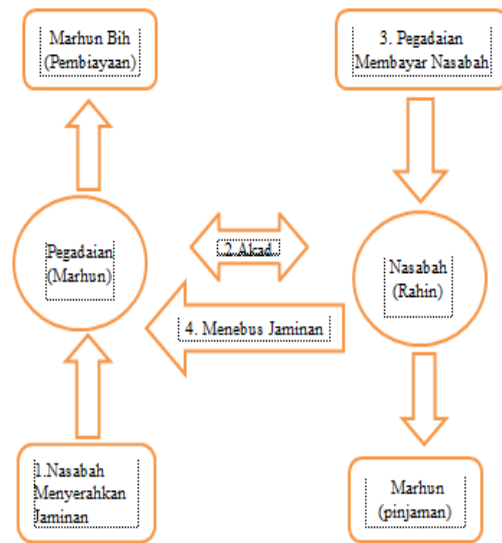 Marhun Bih
(Pembiayaan)
3. Pegadaian
Membayar Nasabah
Pegadaian
(Marhun)
2 Akad
Nasabah
(Rahin)
4. Menebus Jaminan
1.Nasabah
Menyerahkan
Jaminan
Marhun
(pinjaman)